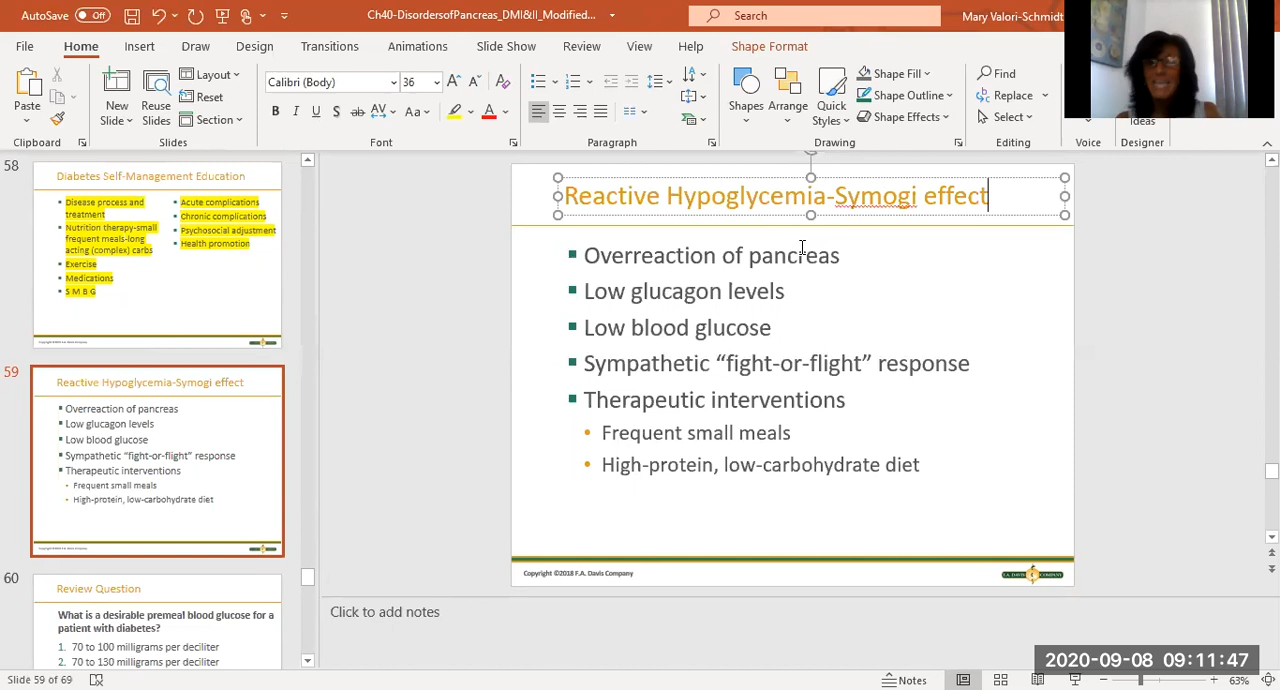 AutoSave Off
Ch40-DisordersofPancreas_DMI&II_Modified...
Search
Mary Valori-Schmidt
File Home Insert Draw Design Transitions Animations Slide Show Review View Help Shape Format
Paste
New Slide
Reuse Slides
Layout
Reset
Section
Calibri (Body) 36
B I U S ab AV Aa A
Shapes Arrange Quick Styles
Shape Fill
Shape Outline
Shape Effects
Find
Replace
Select
Ideas
Clipboard Slides Font Paragraph Drawing Editing Voice Designer
58
Diabetes Self-Management Education
Disease process and treatment
Nutrition therapy-small frequent meals-long acting (complex) carbs
Exercise
Medications
S M B G
Acute complications
Chronic complications
Psychosocial adjustment
Health promotion
59
Reactive Hypoglycemia-Symogi effect
Overreaction of pancreas
Low glucagon levels
Low blood glucose
Sympathetic “fight-or-flight” response
Therapeutic interventions
Frequent small meals
High-protein, low-carbohydrate diet
60
Review Question
What is a desirable premeal blood glucose for a patient with diabetes?
1. 70 to 100 milligrams per deciliter
2. 70 to 130 milligrams per deciliter
Reactive Hypoglycemia-Symogi effect
Overreaction of pancreas
Low glucagon levels
Low blood glucose
Sympathetic “fight-or-flight” response
Therapeutic interventions
Frequent small meals
High-protein, low-carbohydrate diet
Copyright ©2018 F.A. Davis Company
Click to add notes
2020-09-08 09:11:47
Slide 59 of 69
Notes
63%